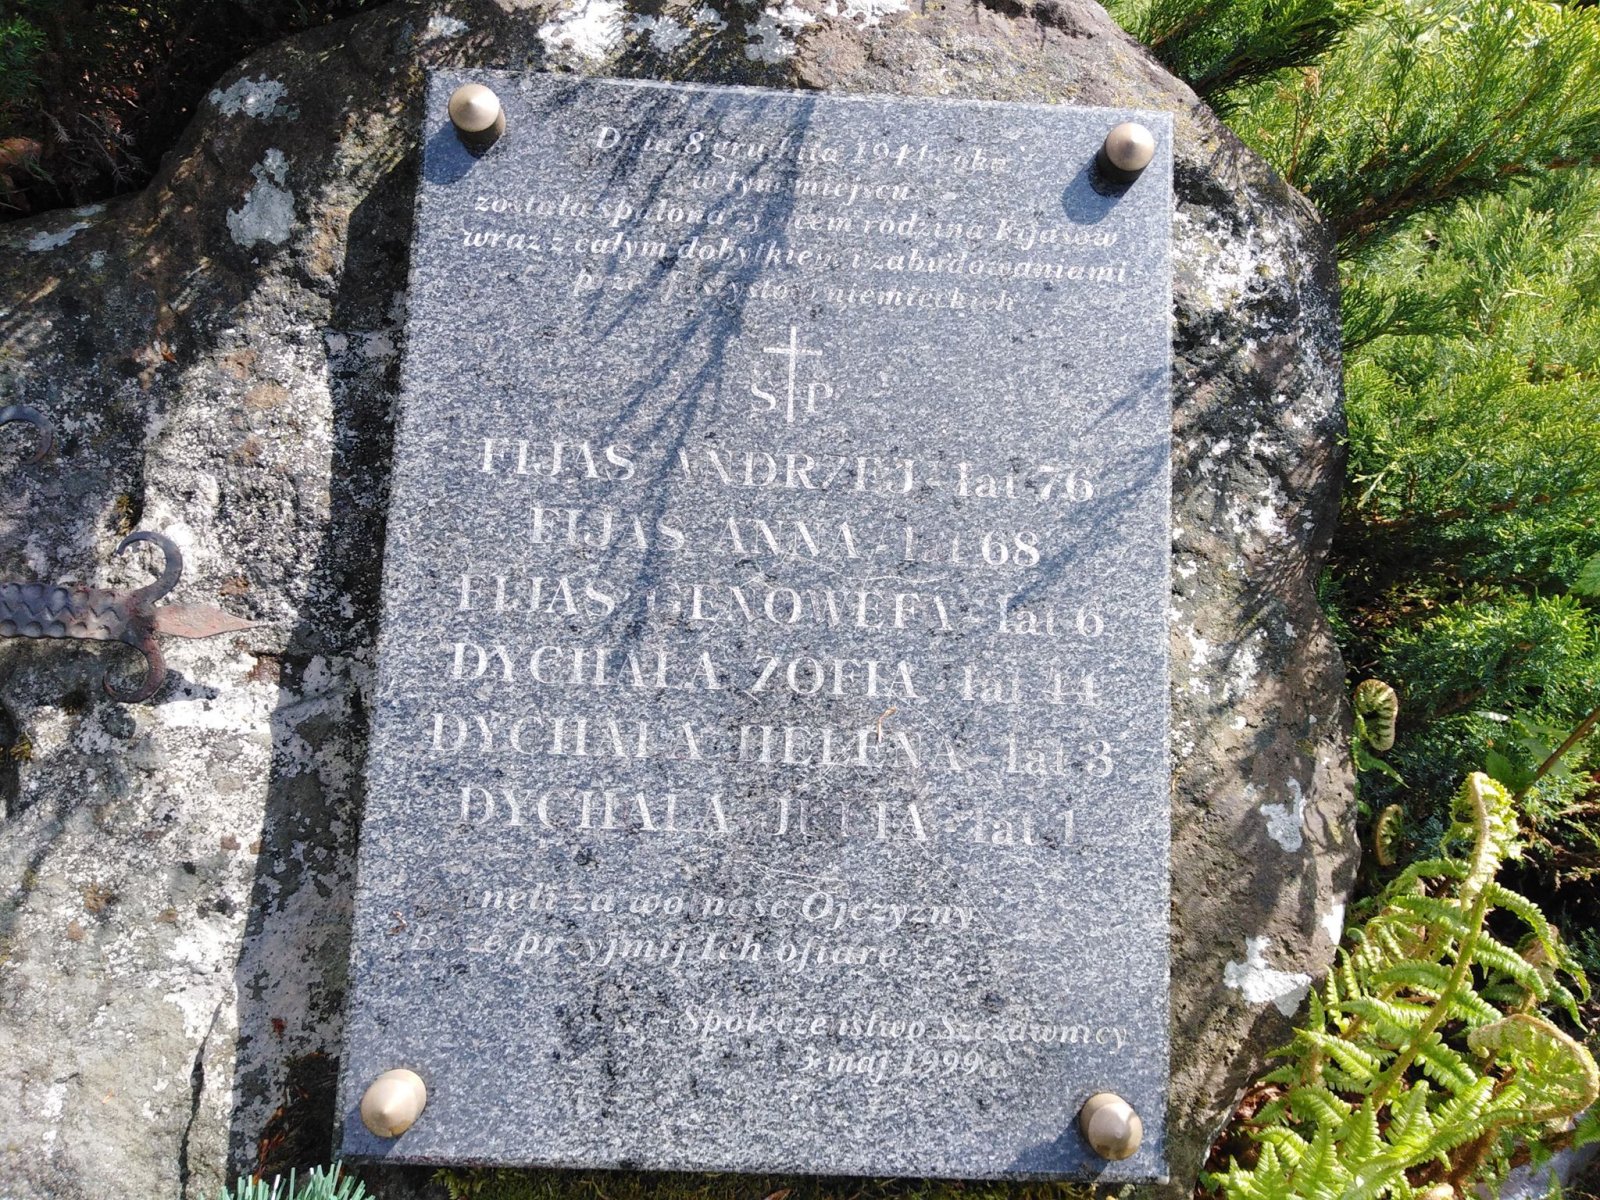 Dnia 8 grudnia 1944 roku
w tym miejscu
została spalona żywcem rodzina Fijasów
wraz z całym dobytkiem i zabudowaniami
przez faszystów niemieckich
Ś P
FIJAS ANDRZEJ - lat 76
FIJAS ANNA - lat 68
FIJAS GENOWEFA - lat 6
DYCHAŁA ZOFIA - lat
DYCHAŁA HELENA - lat 3
DYCHAŁA JULIA - lat 1
Zginęli za wolność Ojczyzny
Boże przyjmij Ich ofiarę
Społeczeństwo Szczawnicy
3 maj 1999